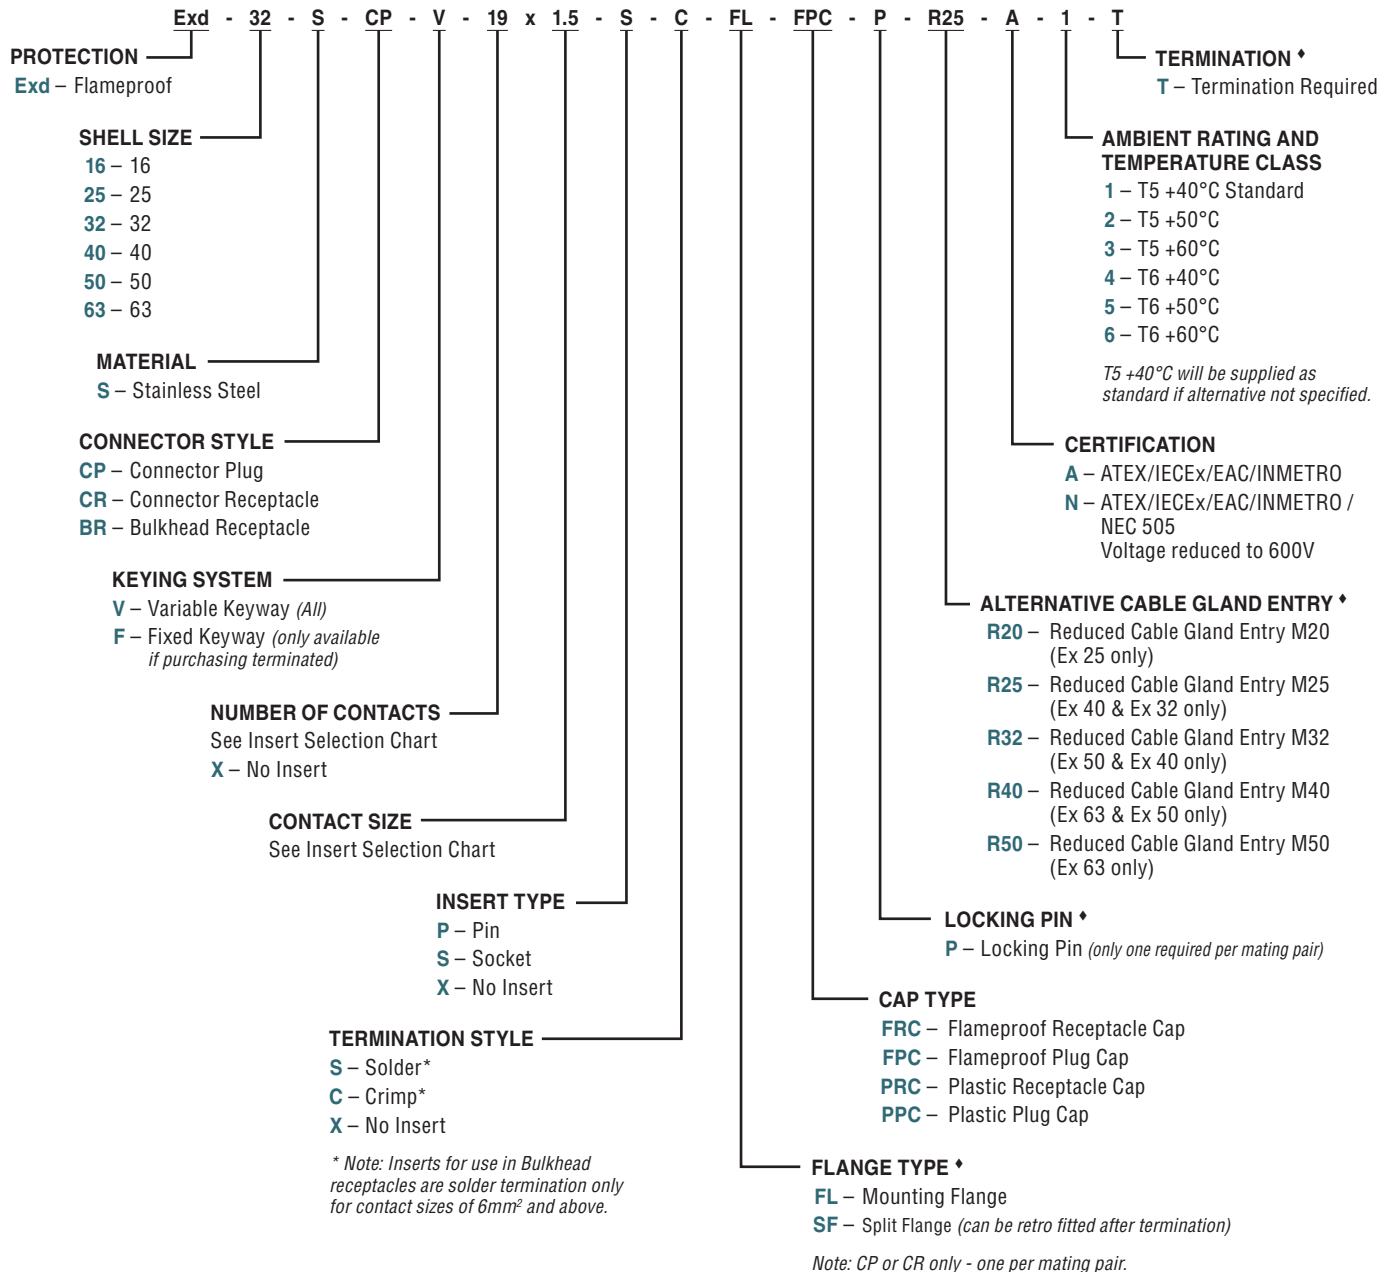 Exd - 32 - S - CP - V - 19 x 1.5 - S - C - FL - FPC - P - R25 - A - 1 - T
PROTECTION
Exd – Flameproof
SHELL SIZE
16 – 16
25 – 25
32 – 32
40 – 40
50 – 50
63 – 63
MATERIAL
S – Stainless Steel
CONNECTOR STYLE
CP – Connector Plug
CR – Connector Receptacle
BR – Bulkhead Receptacle
KEYING SYSTEM
V – Variable Keyway (All)
F – Fixed Keyway (only available
if purchasing terminated)
NUMBER OF CONTACTS
See Insert Selection Chart
X – No Insert
CONTACT SIZE
See Insert Selection Chart
INSERT TYPE
P – Pin
S – Socket
X – No Insert
TERMINATION STYLE
S – Solder*
C – Crimp*
X – No Insert
* Note: Inserts for use in Bulkhead
receptacles are solder termination only
for contact sizes of 6mm² and above.
TERMINATION ♦
T – Termination Required
AMBIENT RATING AND
TEMPERATURE CLASS
1 – T5 +40°C Standard
2 – T5 +50°C
3 – T5 +60°C
4 – T6 +40°C
5 – T6 +50°C
6 – T6 +60°C
T5 +40°C will be supplied as
standard if alternative not specified.
CERTIFICATION
A – ATEX/IECEx/EAC/INMETRO
N – ATEX/IECEx/EAC/INMETRO /
NEC 505
Voltage reduced to 600V
ALTERNATIVE CABLE GLAND ENTRY ♦
R20 – Reduced Cable Gland Entry M20
(Ex 25 only)
R25 – Reduced Cable Gland Entry M25
(Ex 40 & Ex 32 only)
R32 – Reduced Cable Gland Entry M32
(Ex 50 & Ex 40 only)
R40 – Reduced Cable Gland Entry M40
(Ex 63 & Ex 50 only)
R50 – Reduced Cable Gland Entry M50
(Ex 63 only)
LOCKING PIN ♦
P – Locking Pin (only one required per mating pair)
CAP TYPE
FRC – Flameproof Receptacle Cap
FPC – Flameproof Plug Cap
PRC – Plastic Receptacle Cap
PPC – Plastic Plug Cap
FLANGE TYPE ♦
FL – Mounting Flange
SF – Split Flange (can be retro fitted after termination)
Note: CP or CR only - one per mating pair.